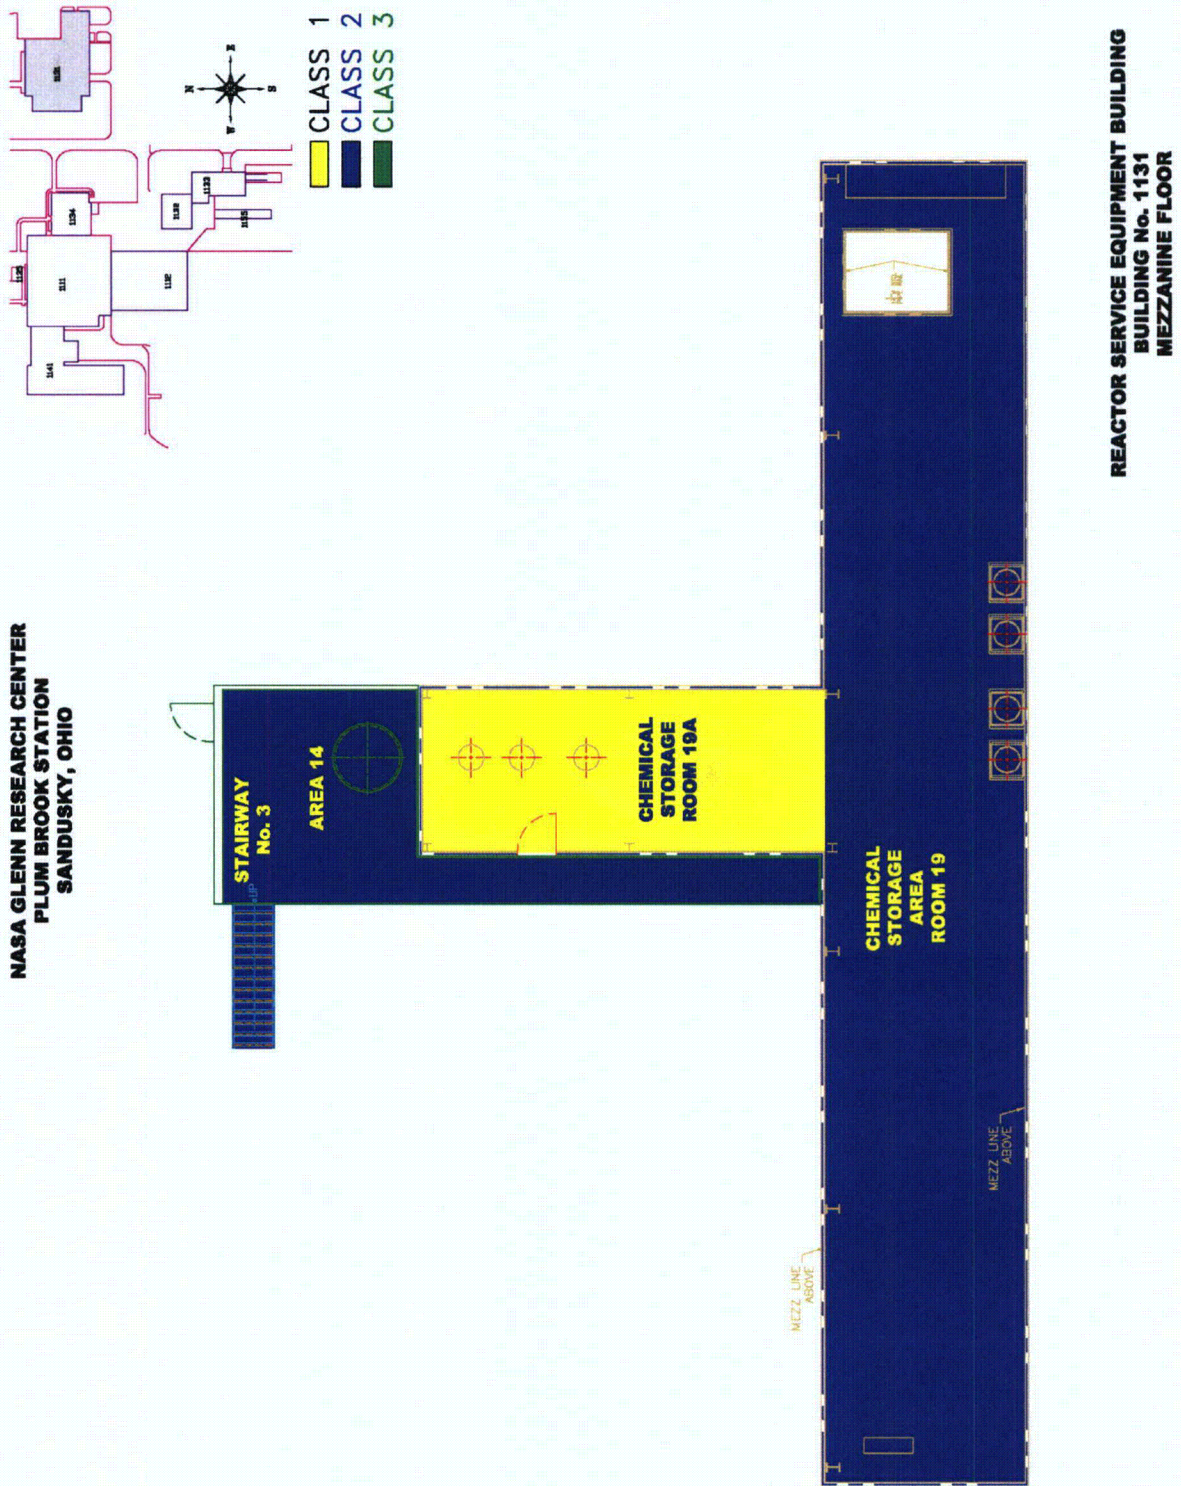 NASA GLENN RESEARCH CENTER
PLUM BROOK STATION
SANDUSKY, OHIO
1131
1134
1125
1111
1141
1112
1132
1133
1135
N
E
S
W
CLASS 1
CLASS 2
CLASS 3
STAIRWAY
No. 3
UP
AREA 14
CHEMICAL
STORAGE
ROOM 19A
CHEMICAL
STORAGE
AREA
ROOM 19
MEZZ LINE
ABOVE
MEZZ LINE
ABOVE
REACTOR SERVICE EQUIPMENT BUILDING
BUILDING No. 1131
MEZZANINE FLOOR